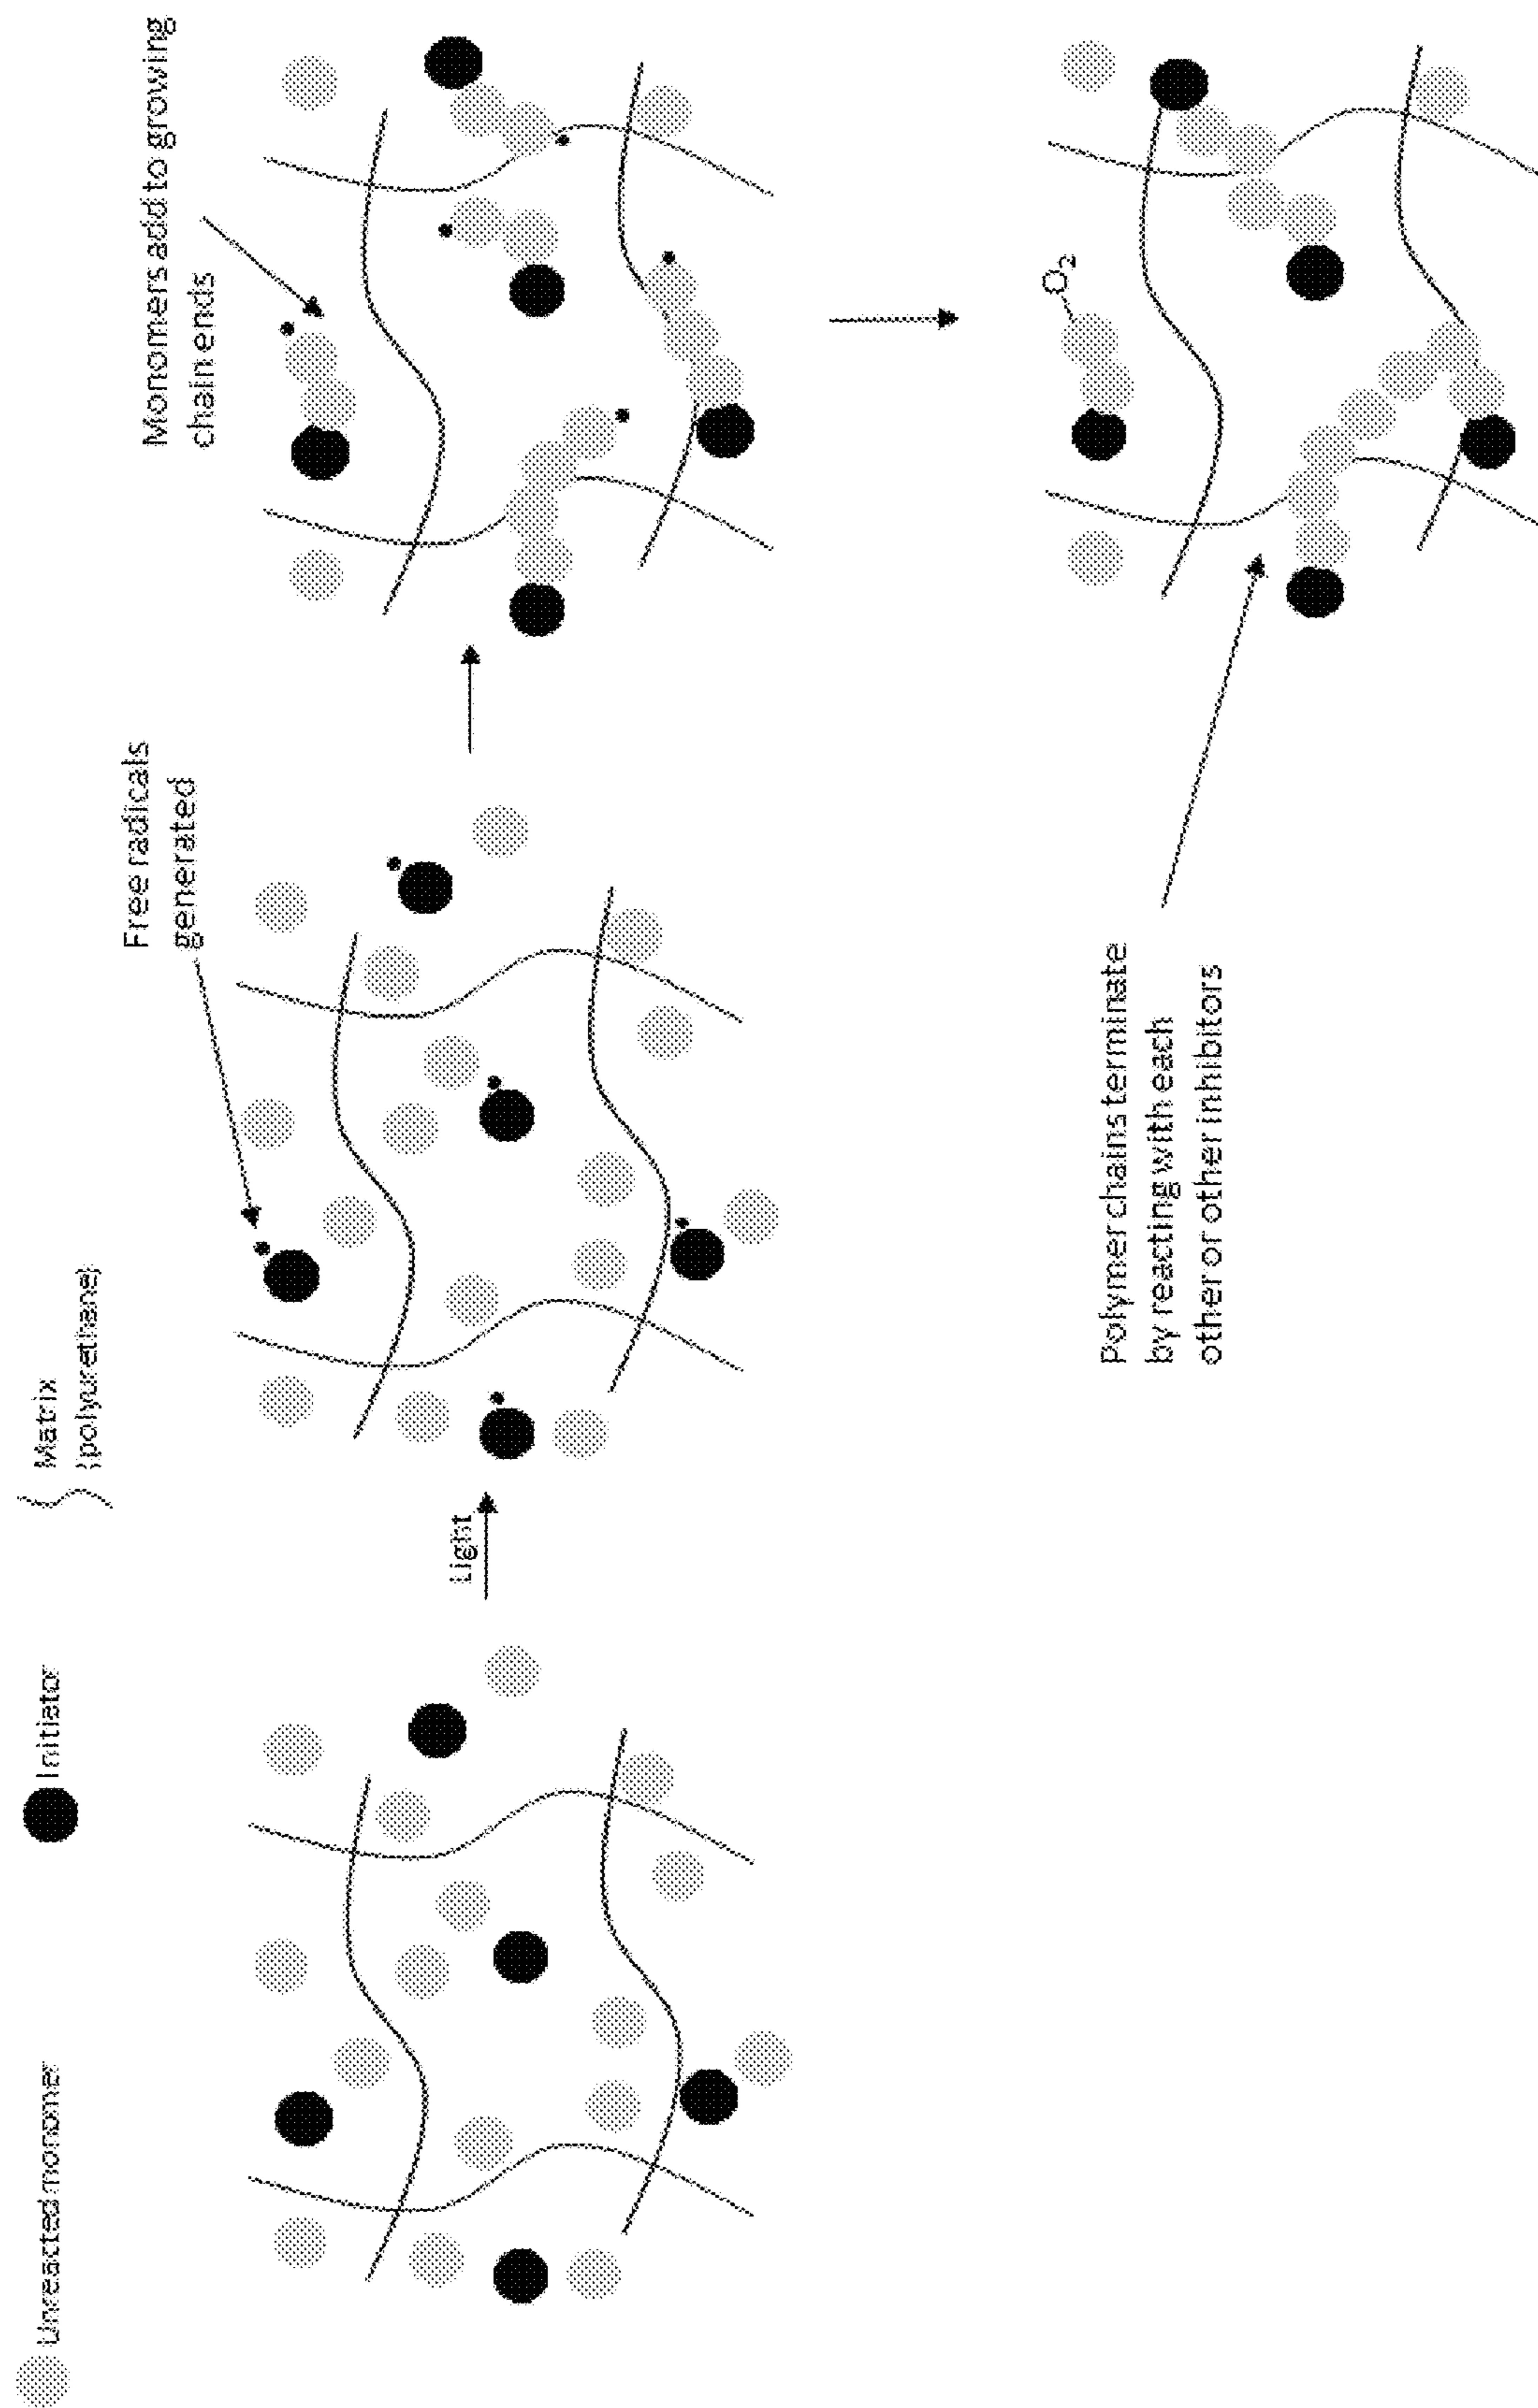 Unreacted monomer
Initiator
Matrix
(polyurethane)
Light
Free radicals
generated
Monomers add to growing
chain ends
O2
Polymer chains terminate
by reacting with each
other or other inhibitors